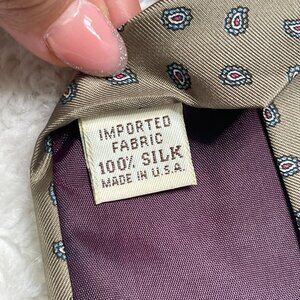 IMPORTED
FABRIC
100% SILK
MADE IN U.S.A.